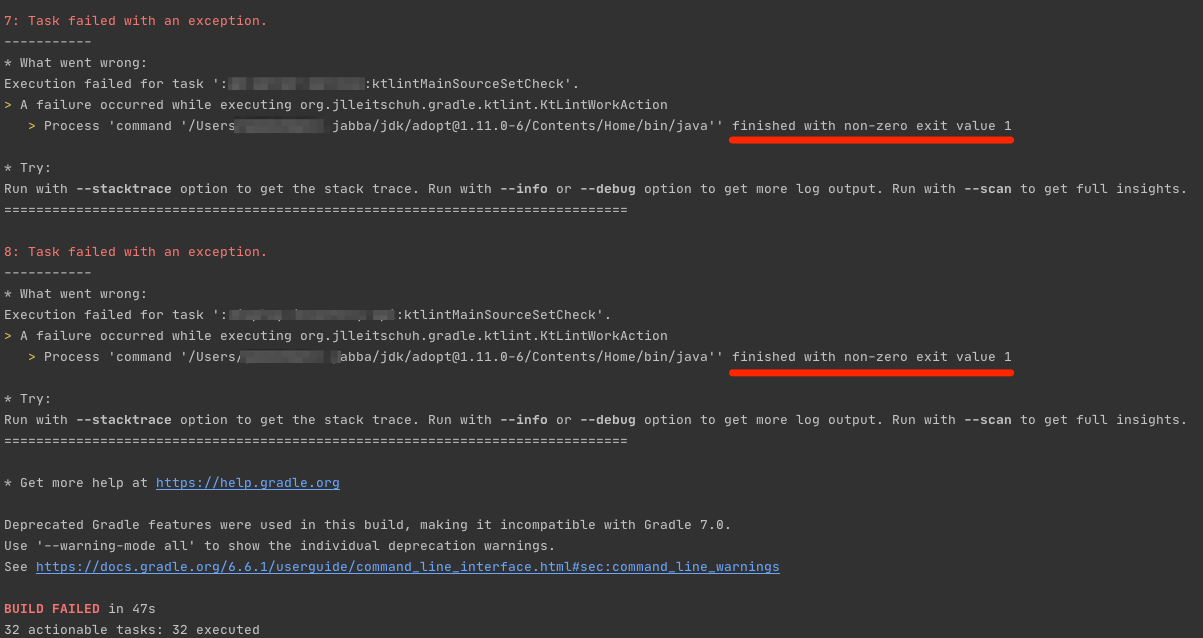 7: Task failed with an exception.
-----------
* What went wrong:
Execution failed for task ': :ktlintMainSourceSetCheck'.
> A failure occurred while executing org.jlleitschuh.gradle.ktlint.KtLintWorkAction
> Process 'command '/Users jabba/jdk/adopt@1.11.0-6/Contents/Home/bin/java'' finished with non-zero exit value 1
* Try:
Run with --stacktrace option to get the stack trace. Run with --info or --debug option to get more log output. Run with --scan to get full insights.
==============================================================================
8: Task failed with an exception.
-----------
* What went wrong:
Execution failed for task ': :ktlintMainSourceSetCheck'.
> A failure occurred while executing org.jlleitschuh.gradle.ktlint.KtLintWorkAction
> Process 'command '/Users/ jabba/jdk/adopt@1.11.0-6/Contents/Home/bin/java'' finished with non-zero exit value 1
* Try:
Run with --stacktrace option to get the stack trace. Run with --info or --debug option to get more log output. Run with --scan to get full insights.
==============================================================================
* Get more help at https://help.gradle.org
Deprecated Gradle features were used in this build, making it incompatible with Gradle 7.0.
Use '--warning-mode all' to show the individual deprecation warnings.
See https://docs.gradle.org/6.6.1/userguide/command_line_interface.html#sec:command_line_warnings
BUILD FAILED in 47s
32 actionable tasks: 32 executed